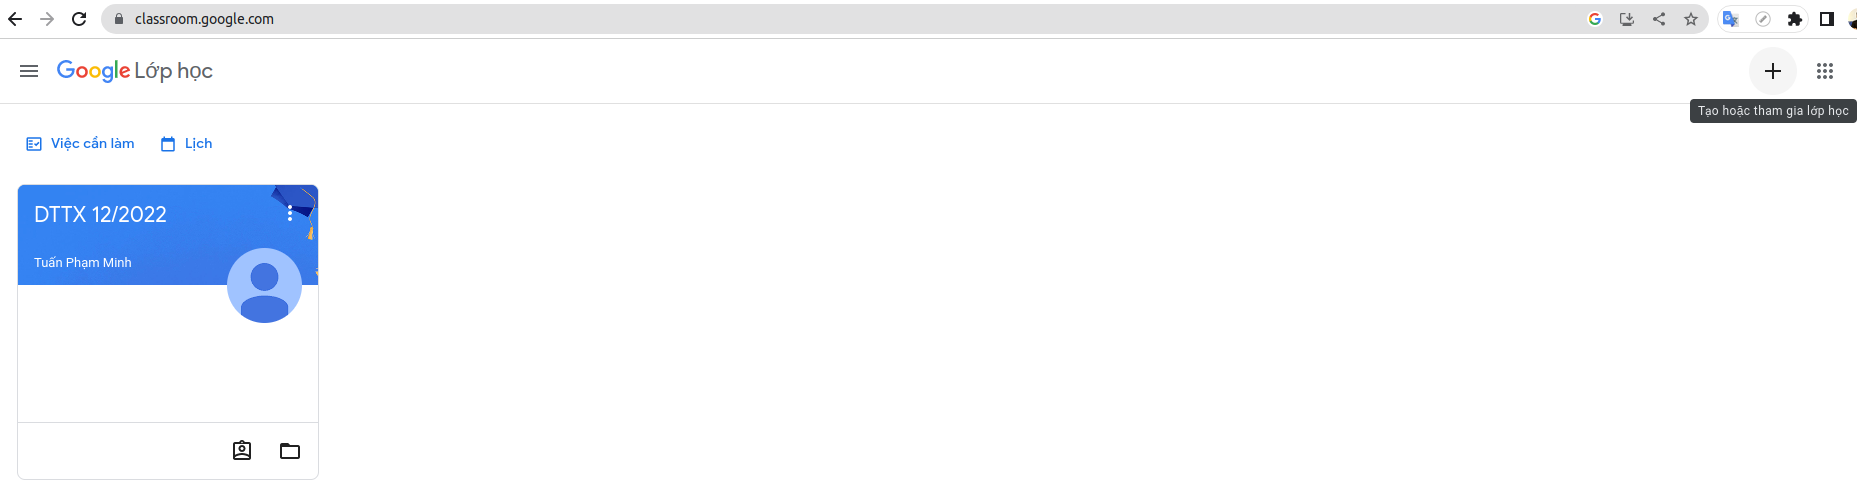 classroom.google.com
Google Lớp học
Tạo hoặc tham gia lớp học
Việc cần làm
Lịch
DTTX 12/2022
Tuấn Phạm Minh